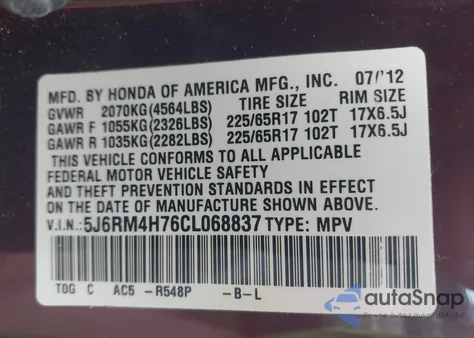 MFD. BY HONDA OF AMERICA MFG., INC. 07/12
TIRE SIZE RIM SIZE
GVWR 2070KG(4564LBS)
GAWR F 1055KG(2326LBS) 225/65R17 102T 17X6.5J
GAWR R 1035KG(2282LBS) 225/65R17 102T 17X6.5J
THIS VEHICLE CONFORMS TO ALL APPLICABLE
FEDERAL MOTOR VEHICLE SAFETY
AND THEFT PREVENTION STANDARDS IN EFFECT
ON THE DATE OF MANUFACTURE SHOWN ABOVE.
V.I.N.: 5J6RM4H76CL068837 TYPE: MPV
TOG C AC5 -R548P -B-L
autoSnap